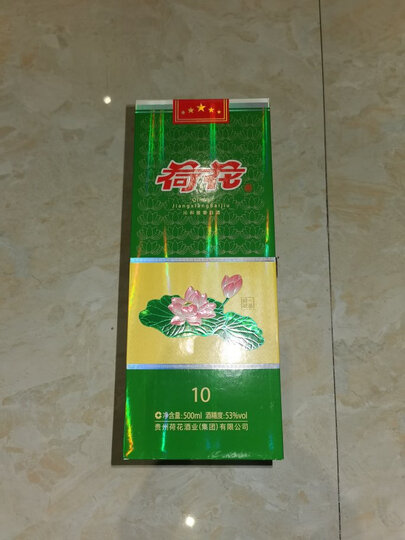 荷花
JiangxiangBaijiu
10
净含量:500ml 酒精度:53%vol
贵州荷花酒业(集团)有限公司